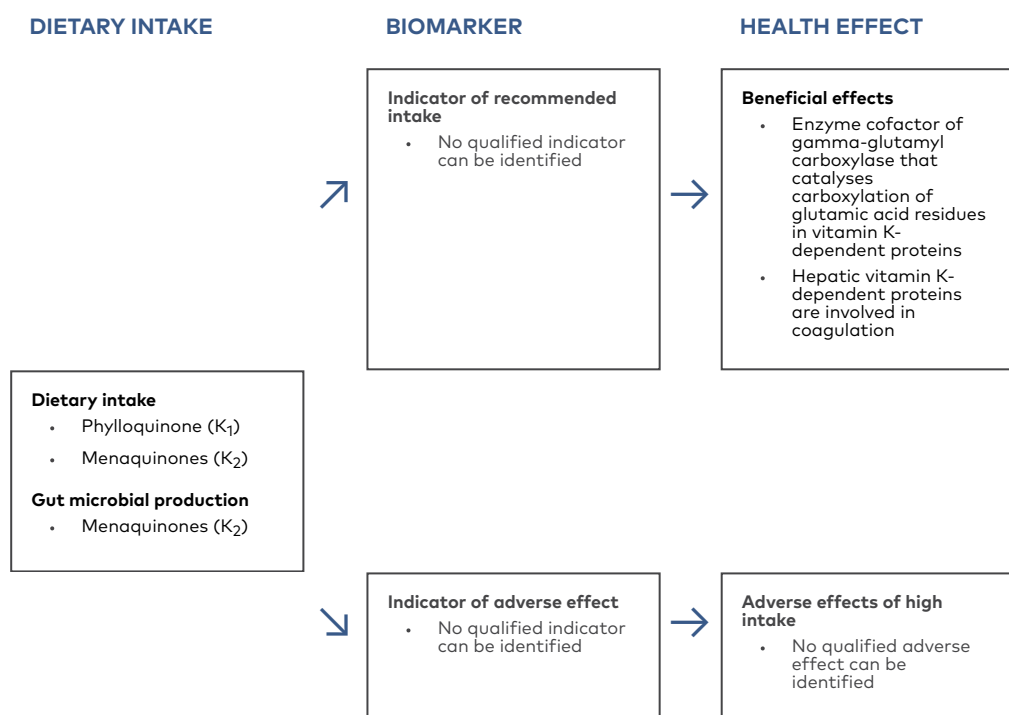 DIETARY INTAKE
BIOMARKER
HEALTH EFFECT
Indicator of recommended
intake
• No qualified indicator
can be identified
Beneficial effects
• Enzyme cofactor of
gamma-glutamyl
carboxylase that
catalyses
carboxylation of
glutamic acid residues
in vitamin K-
dependent proteins
• Hepatic vitamin K-
dependent proteins
are involved in
coagulation
Dietary intake
• Phylloquinone (K₁)
• Menaquinones (K₂)
Gut microbial production
• Menaquinones (K₂)
Indicator of adverse effect
• No qualified indicator
can be identified
Adverse effects of high
intake
• No qualified adverse
effect can be
identified